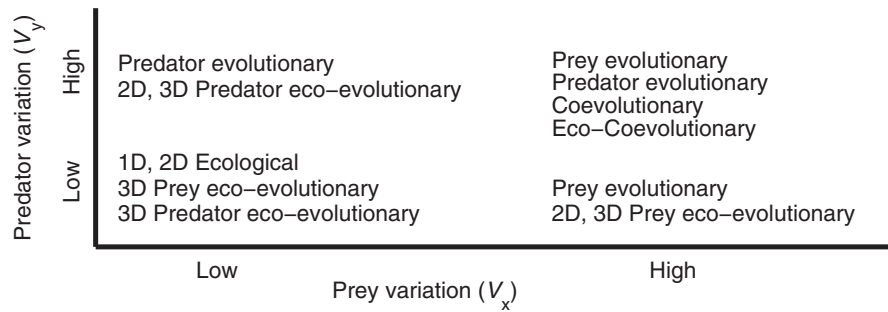 Predator variation (Vy)
High
Low
Predator evolutionary
2D, 3D Predator eco−evolutionary
Prey evolutionary
Predator evolutionary
Coevolutionary
Eco−Coevolutionary
1D, 2D Ecological
3D Prey eco−evolutionary
3D Predator eco−evolutionary
Prey evolutionary
2D, 3D Prey eco−evolutionary
Low
High
Prey variation (Vx)